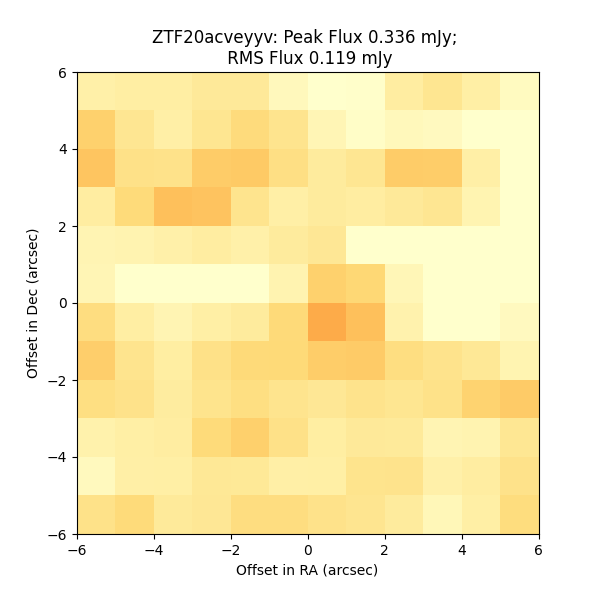 ZTF20acveyyv: Peak Flux 0.336 mJy;
RMS Flux 0.119 mJy
6
4
2
0
−2
−4
−6
Offset in Dec (arcsec)
−6 −4 −2 0 2 4 6
Offset in RA (arcsec)